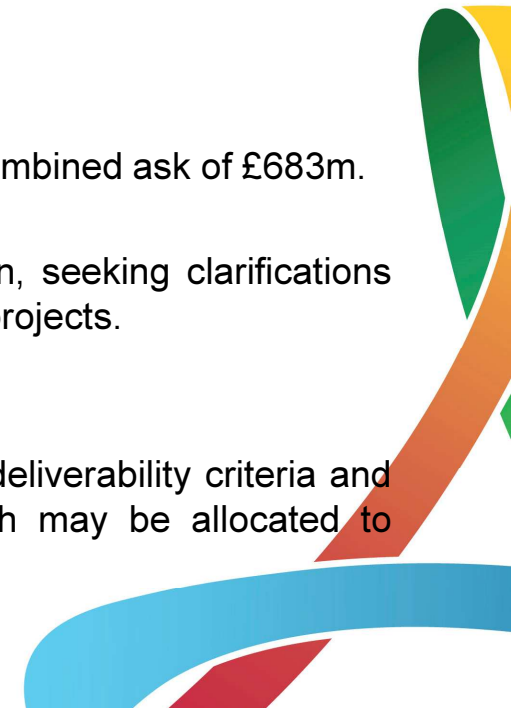 mbined ask of £683m.
n, seeking clarifications
rojects.
deliverability criteria and
h may be allocated to